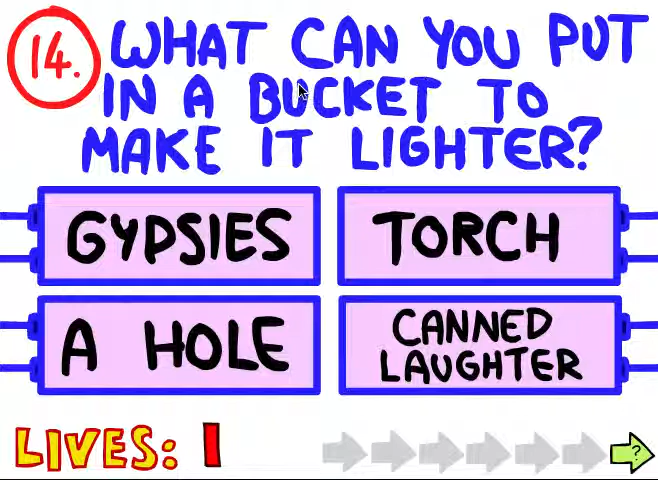 14. WHAT CAN YOU PUT
IN A BUCKET TO
MAKE IT LIGHTER?
GYPSIES
TORCH
A HOLE
CANNED
LAUGHTER
LIVES: 1
?